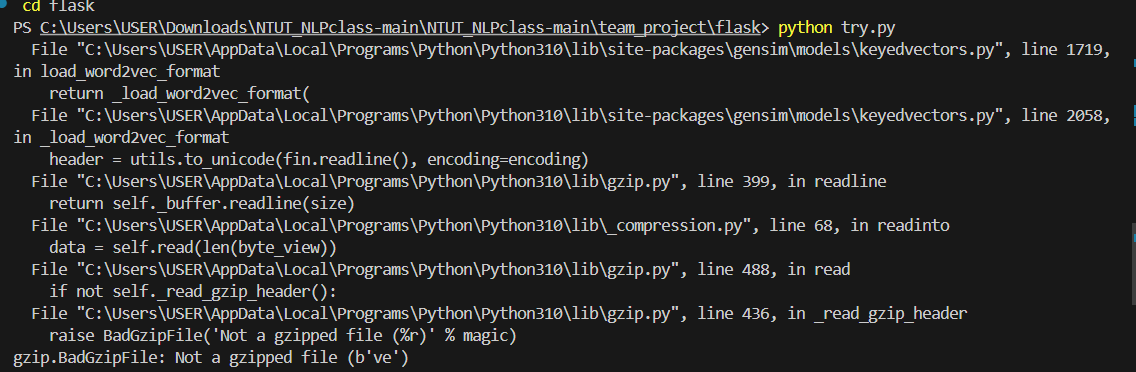 cd flask
PS C:\Users\USER\Downloads\NTUT_NLPclass-main\NTUT_NLPclass-main\team_project\flask> python try.py
File "C:\Users\USER\AppData\Local\Programs\Python\Python310\lib\site-packages\gensim\models\keyedvectors.py", line 1719,
in load_word2vec_format
return _load_word2vec_format(
File "C:\Users\USER\AppData\Local\Programs\Python\Python310\lib\site-packages\gensim\models\keyedvectors.py", line 2058,
in _load_word2vec_format
header = utils.to_unicode(fin.readline(), encoding=encoding)
File "C:\Users\USER\AppData\Local\Programs\Python\Python310\lib\gzip.py", line 399, in readline
return self._buffer.readline(size)
File "C:\Users\USER\AppData\Local\Programs\Python\Python310\lib\_compression.py", line 68, in readinto
data = self.read(len(byte_view))
File "C:\Users\USER\AppData\Local\Programs\Python\Python310\lib\gzip.py", line 488, in read
if not self._read_gzip_header():
File "C:\Users\USER\AppData\Local\Programs\Python\Python310\lib\gzip.py", line 436, in _read_gzip_header
raise BadGzipFile('Not a gzipped file (%r)' % magic)
gzip.BadGzipFile: Not a gzipped file (b've')